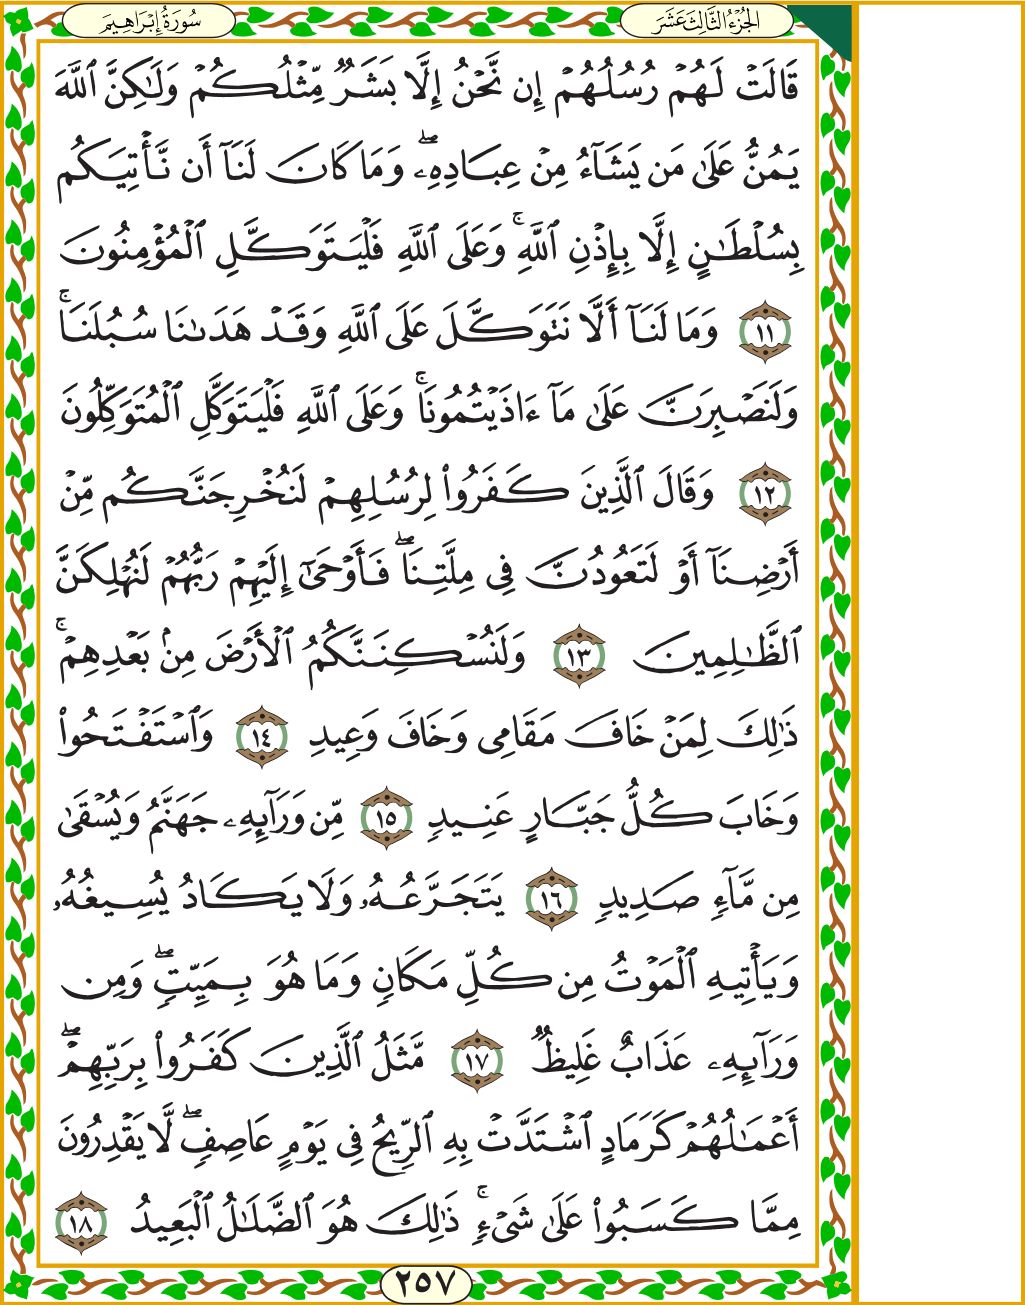 سُورَةُ إِبْرَاهِيمَ
الجُزْءُ الثَّالِثَ عَشَرَ
قَالَتْ لَهُمْ رُسُلُهُمْ إِن نَّحْنُ إِلَّا بَشَرٌ مِّثْلُكُمْ وَلَٰكِنَّ ٱللَّهَ
يَمُنُّ عَلَىٰ مَن يَشَآءُ مِنْ عِبَادِهِۦ ۖ وَمَا كَانَ لَنَآ أَن نَّأْتِيَكُم
بِسُلْطَـٰنٍ إِلَّا بِإِذْنِ ٱللَّهِ ۚ وَعَلَى ٱللَّهِ فَلْيَتَوَكَّلِ ٱلْمُؤْمِنُونَ
١١ وَمَا لَنَآ أَلَّا نَتَوَكَّلَ عَلَى ٱللَّهِ وَقَدْ هَدَىٰنَا سُبُلَنَا ۚ
وَلَنَصْبِرَنَّ عَلَىٰ مَآ ءَاذَيْتُمُونَا ۚ وَعَلَى ٱللَّهِ فَلْيَتَوَكَّلِ ٱلْمُتَوَكِّلُونَ
١٢ وَقَالَ ٱلَّذِينَ كَفَرُوا۟ لِرُسُلِهِمْ لَنُخْرِجَنَّكُم مِّنْ
أَرْضِنَآ أَوْ لَتَعُودُنَّ فِى مِلَّتِنَا ۖ فَأَوْحَىٰٓ إِلَيْهِمْ رَبُّهُمْ لَنُهْلِكَنَّ
ٱلظَّـٰلِمِينَ ١٣ وَلَنُسْكِنَنَّكُمُ ٱلْأَرْضَ مِنۢ بَعْدِهِمْ ۚ
ذَٰلِكَ لِمَنْ خَافَ مَقَامِى وَخَافَ وَعِيدِ ١٤ وَٱسْتَفْتَحُوا۟
وَخَابَ كُلُّ جَبَّارٍ عَنِيدٍ ١٥ مِّن وَرَآئِهِۦ جَهَنَّمُ وَيُسْقَىٰ
مِن مَّآءٍ صَدِيدٍ ١٦ يَتَجَرَّعُهُۥ وَلَا يَكَادُ يُسِيغُهُۥ
وَيَأْتِيهِ ٱلْمَوْتُ مِن كُلِّ مَكَانٍ وَمَا هُوَ بِمَيِّتٍ ۖ وَمِن
وَرَآئِهِۦ عَذَابٌ غَلِيظٌ ١٧ مَّثَلُ ٱلَّذِينَ كَفَرُوا۟ بِرَبِّهِمْ ۖ
أَعْمَـٰلُهُمْ كَرَمَادٍ ٱشْتَدَّتْ بِهِ ٱلرِّيحُ فِى يَوْمٍ عَاصِفٍ ۖ لَّا يَقْدِرُونَ
مِمَّا كَسَبُوا۟ عَلَىٰ شَىْءٍ ۚ ذَٰلِكَ هُوَ ٱلضَّلَـٰلُ ٱلْبَعِيدُ ١٨
٢٥٧